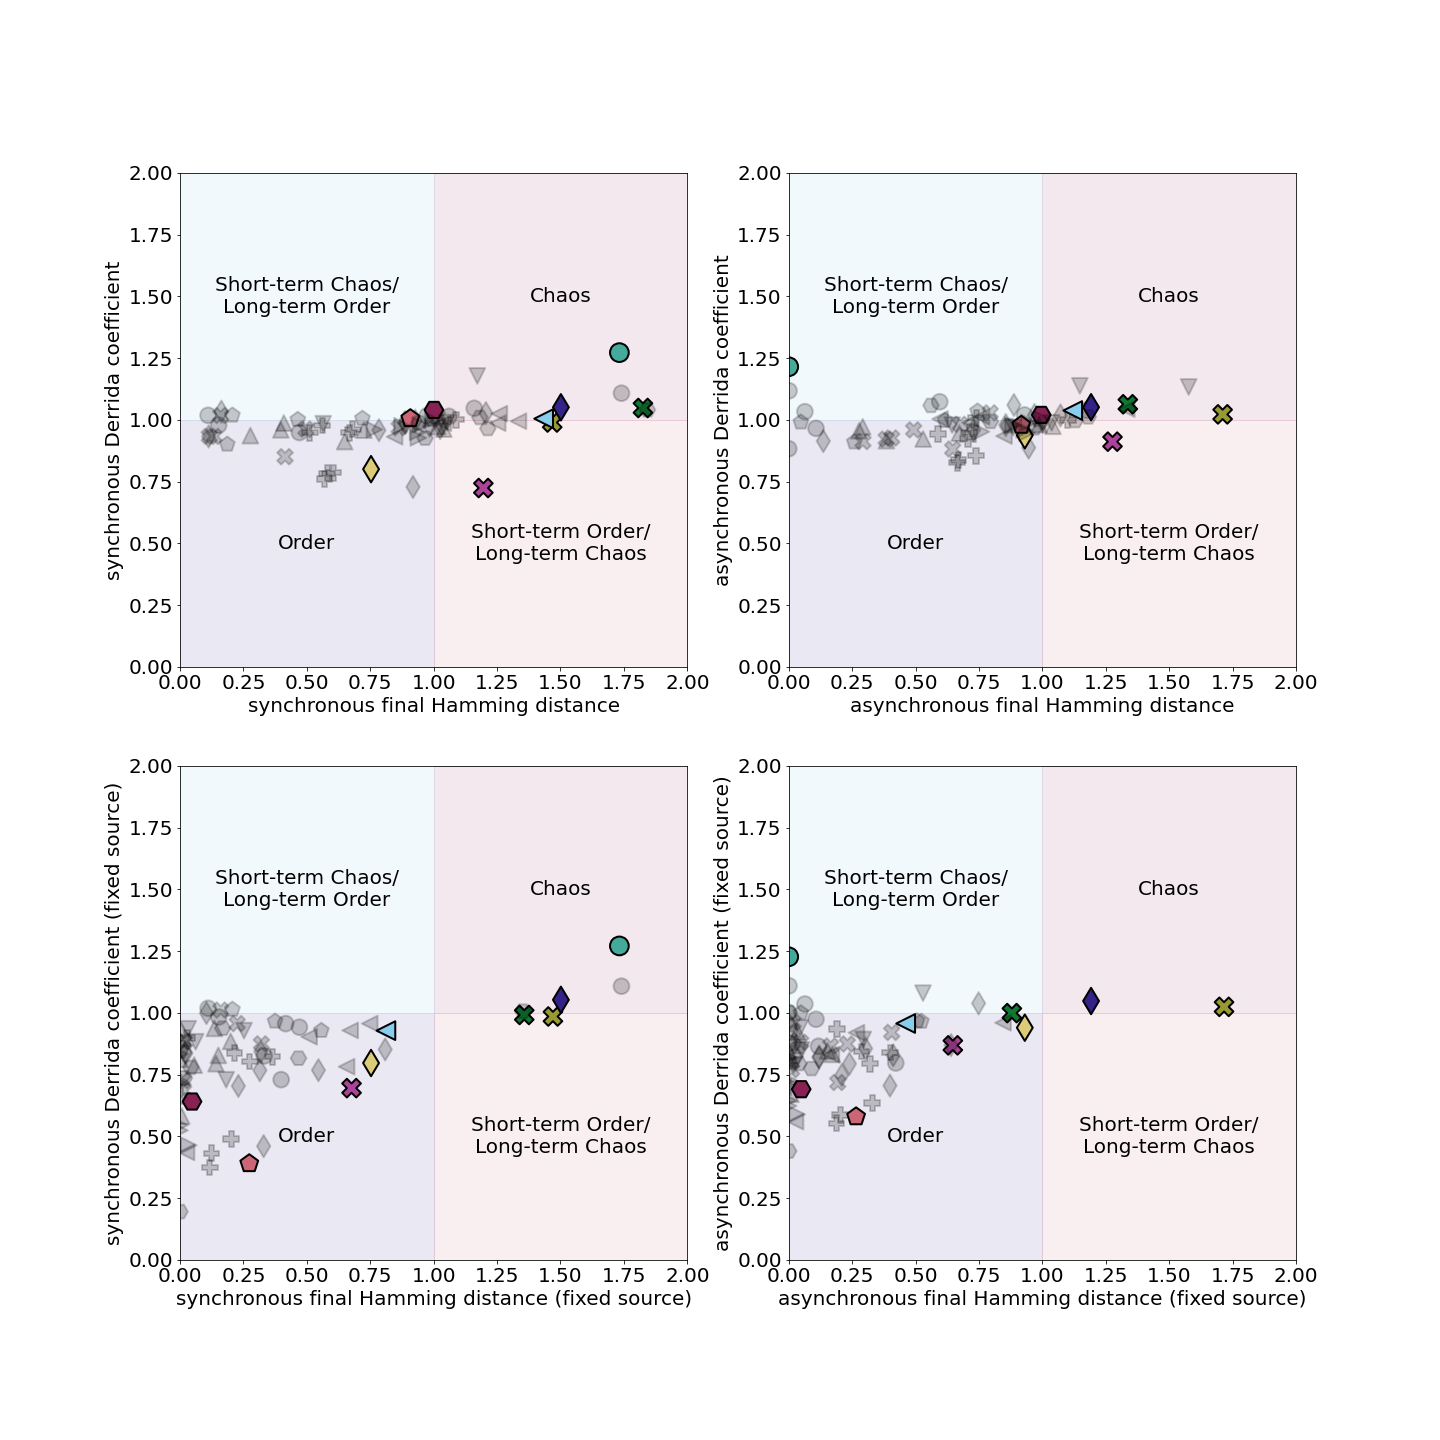 2.00
1.75
1.50
1.25
1.00
0.75
0.50
0.25
0.00
synchronous Derrida coefficient
Short-term Chaos/
Long-term Order
Chaos
Order
Short-term Order/
Long-term Chaos
0.00 0.25 0.50 0.75 1.00 1.25 1.50 1.75 2.00
synchronous final Hamming distance
2.00
1.75
1.50
1.25
1.00
0.75
0.50
0.25
0.00
asynchronous Derrida coefficient
Short-term Chaos/
Long-term Order
Chaos
Order
Short-term Order/
Long-term Chaos
0.00 0.25 0.50 0.75 1.00 1.25 1.50 1.75 2.00
asynchronous final Hamming distance
2.00
1.75
1.50
1.25
1.00
0.75
0.50
0.25
0.00
synchronous Derrida coefficient (fixed source)
Short-term Chaos/
Long-term Order
Chaos
Order
Short-term Order/
Long-term Chaos
0.00 0.25 0.50 0.75 1.00 1.25 1.50 1.75 2.00
synchronous final Hamming distance (fixed source)
2.00
1.75
1.50
1.25
1.00
0.75
0.50
0.25
0.00
asynchronous Derrida coefficient (fixed source)
Short-term Chaos/
Long-term Order
Chaos
Order
Short-term Order/
Long-term Chaos
0.00 0.25 0.50 0.75 1.00 1.25 1.50 1.75 2.00
asynchronous final Hamming distance (fixed source)